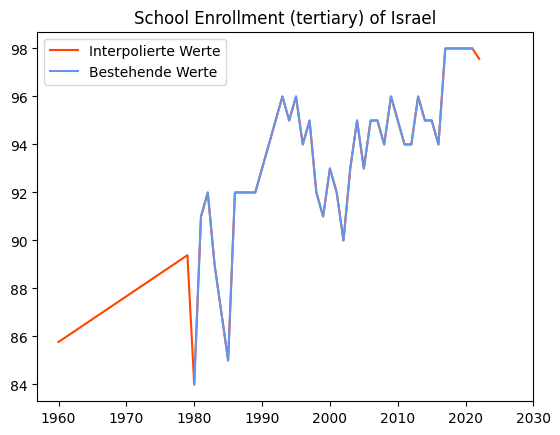 School Enrollment (tertiary) of Israel
Interpolierte Werte
Bestehende Werte
98
96
94
92
90
88
86
84
1960 1970 1980 1990 2000 2010 2020 2030